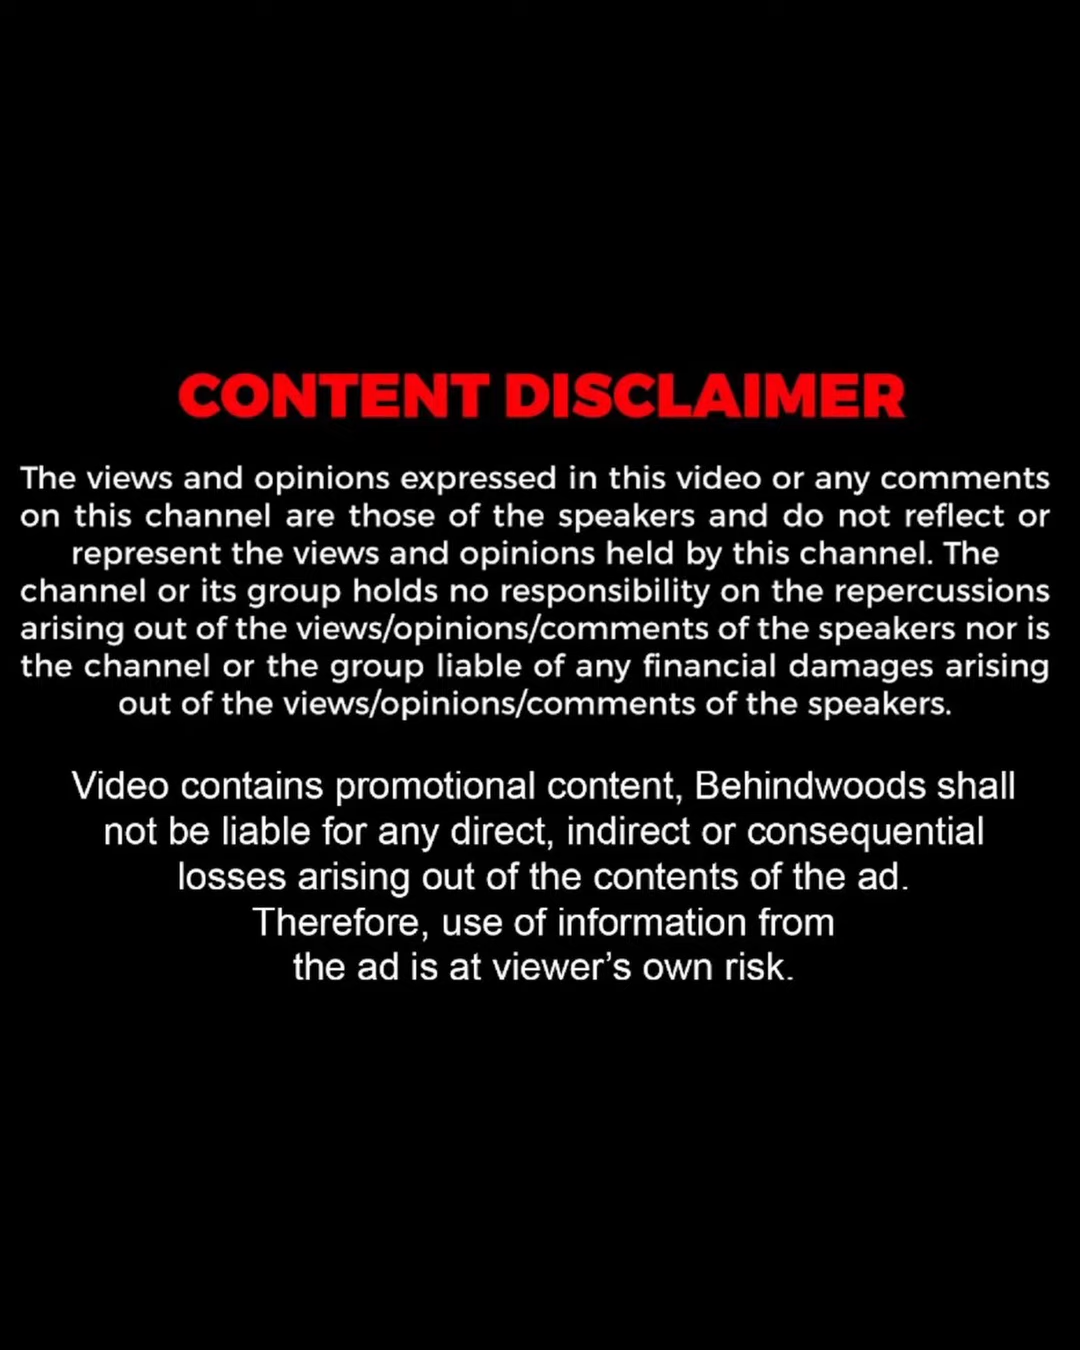 CONTENT DISCLAIMER
The views and opinions expressed in this video or any comments
on this channel are those of the speakers and do not reflect or
represent the views and opinions held by this channel. The
channel or its group holds no responsibility on the repercussions
arising out of the views/opinions/comments of the speakers nor is
the channel or the group liable of any financial damages arising
out of the views/opinions/comments of the speakers.
Video contains promotional content, Behindwoods shall
not be liable for any direct, indirect or consequential
losses arising out of the contents of the ad.
Therefore, use of information from
the ad is at viewer’s own risk.